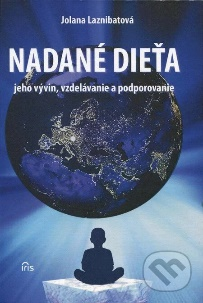 Jolana Laznibatová
NADANÉ DIEŤA
jeho vývin, vzdelávanie a podporovanie
iris